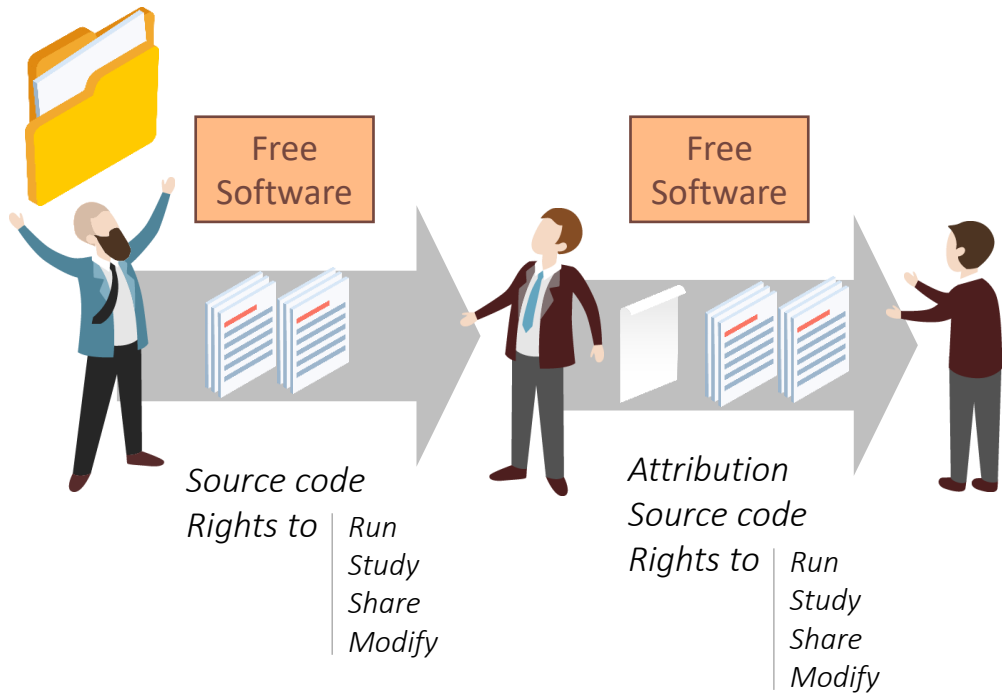 Free
Software
Free
Software
Source code
Rights to
Run
Study
Share
Modify
Attribution
Source code
Rights to
Run
Study
Share
Modify